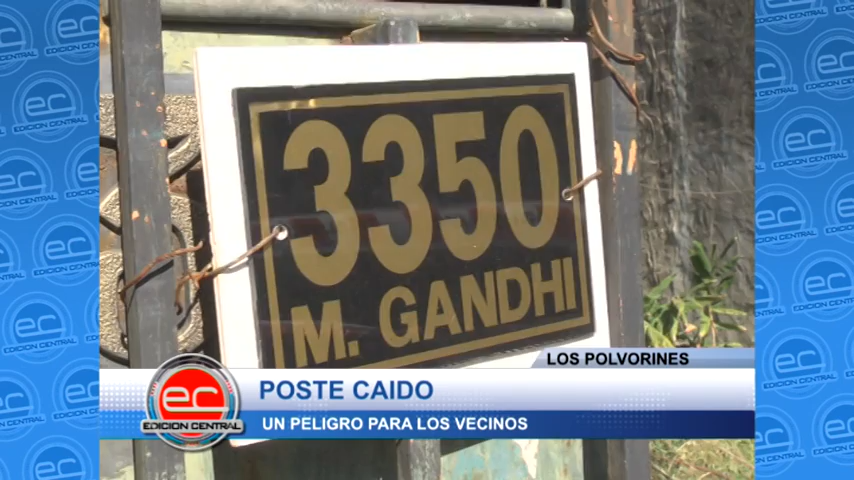 3350
M. GANDHI
LOS POLVORINES
POSTE CAIDO
UN PELIGRO PARA LOS VECINOS
ec
EDICION CENTRAL